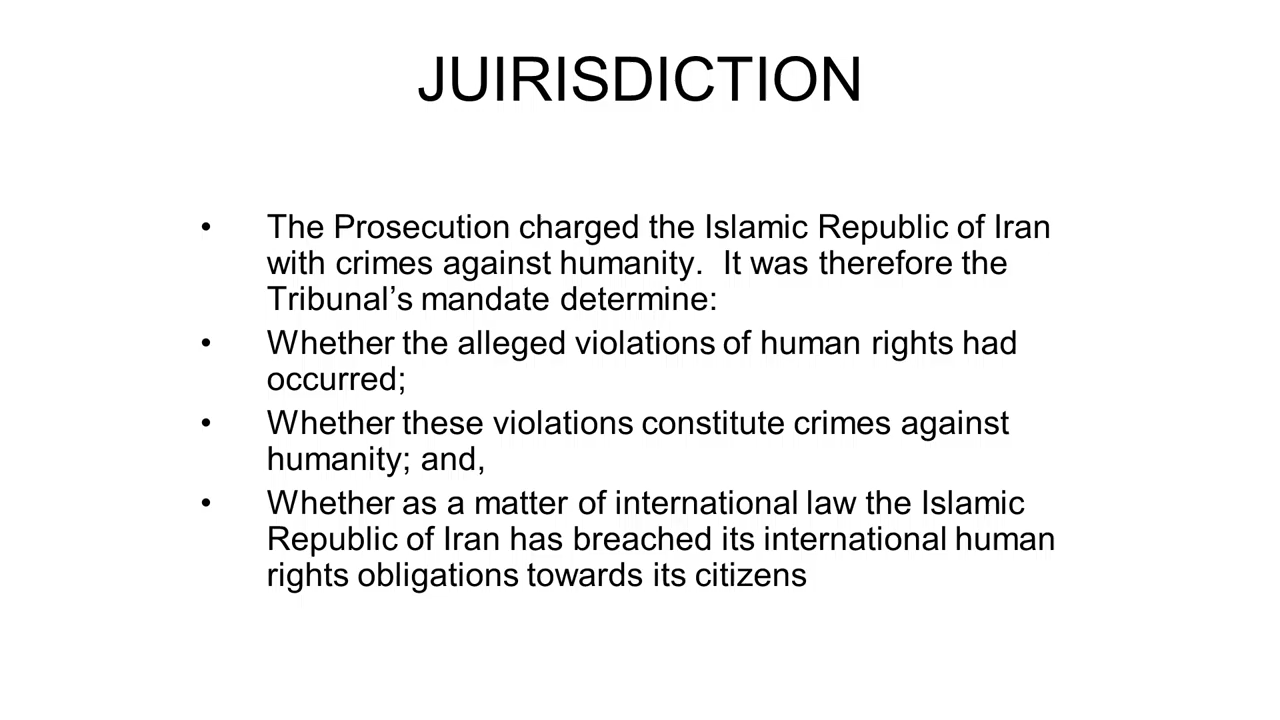 JUIRISDICTION
• The Prosecution charged the Islamic Republic of Iran
with crimes against humanity.  It was therefore the
Tribunal’s mandate determine:
• Whether the alleged violations of human rights had
occurred;
• Whether these violations constitute crimes against
humanity; and,
• Whether as a matter of international law the Islamic
Republic of Iran has breached its international human
rights obligations towards its citizens